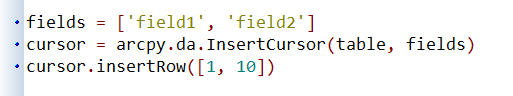 fields = ['field1', 'field2']
cursor = arcpy.da.InsertCursor(table, fields)
cursor.insertRow([1, 10])